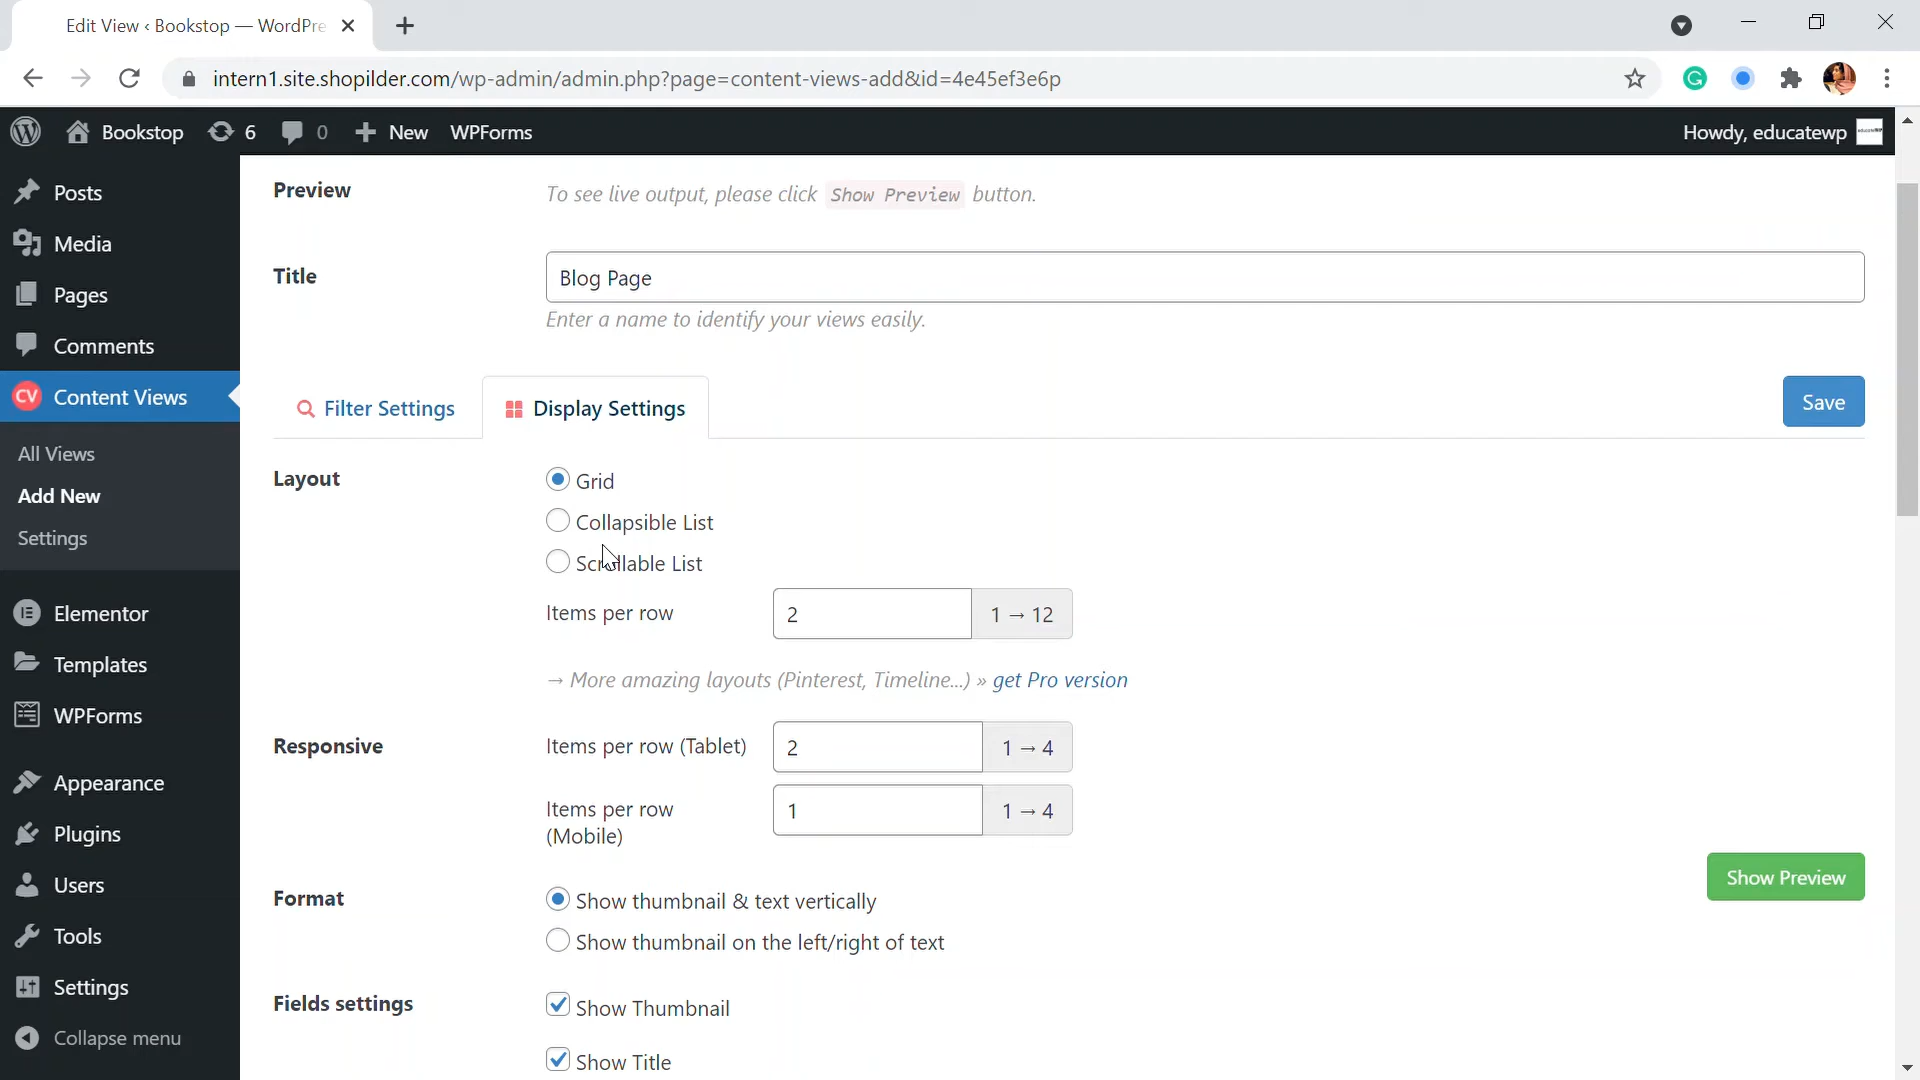 Edit View ‹ Bookstop — WordPre
intern1.site.shopilder.com/wp-admin/admin.php?page=content-views-add&id=4e45ef3e6p
Bookstop
6
0
New
WPForms
Howdy, educatewp
Posts
Media
Pages
Comments
CV
Content Views
All Views
Add New
Settings
Elementor
Templates
WPForms
Appearance
Plugins
Users
Tools
Settings
Collapse menu
Preview
To see live output, please click Show Preview button.
Title
Blog Page
Enter a name to identify your views easily.
Filter Settings
Display Settings
Save
Layout
Grid
Collapsible List
Scrollable List
Items per row
2
1 → 12
→ More amazing layouts (Pinterest, Timeline...) » get Pro version
Responsive
Items per row (Tablet)
2
1 → 4
Items per row
(Mobile)
1
1 → 4
Format
Show thumbnail & text vertically
Show thumbnail on the left/right of text
Show Preview
Fields settings
Show Thumbnail
Show Title